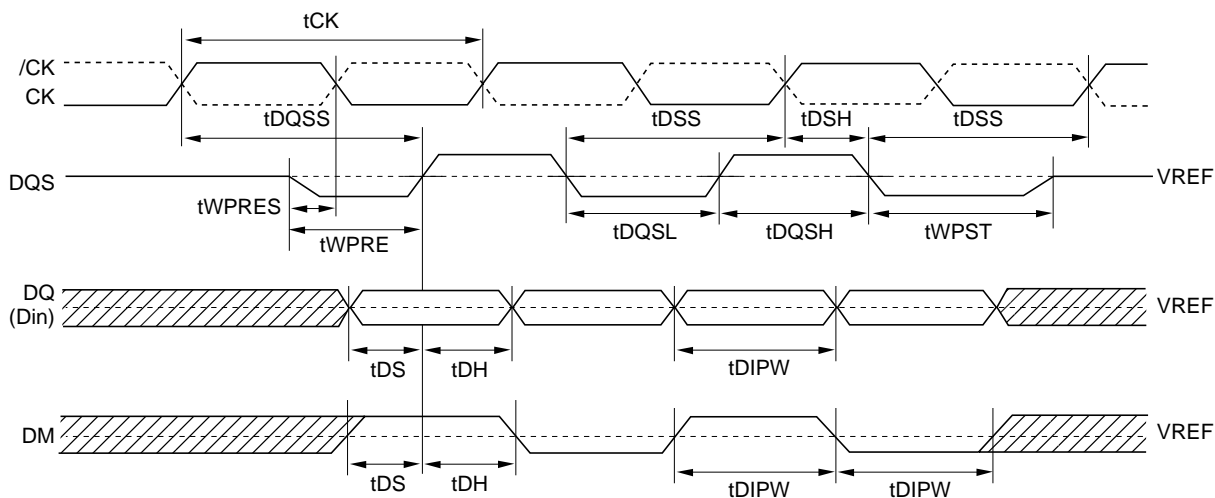 tCK
/CK
CK
tDQSS
tDSS
tDSH
tDSS
DQS
VREF
tWPRES
tWPRE
tDQSL
tDQSH
tWPST
DQ
(Din)
VREF
tDS
tDH
tDIPW
DM
VREF
tDS
tDH
tDIPW
tDIPW